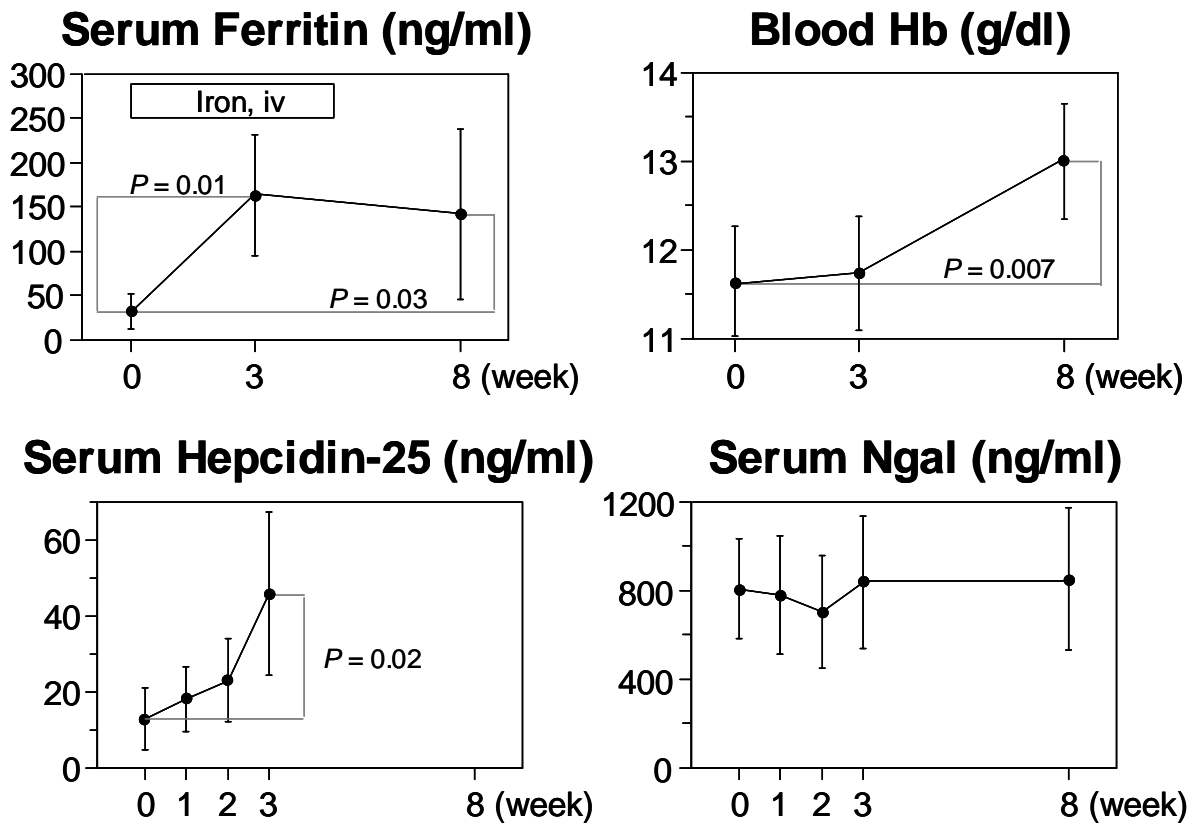 Serum Ferritin (ng/ml)
300
250
200
150
100
50
0
Iron, iv
P = 0.01
P = 0.03
0 3 8 (week)
Blood Hb (g/dl)
14
13
12
11
P = 0.007
0 3 8 (week)
Serum Hepcidin-25 (ng/ml)
60
40
20
0
P = 0.02
0 1 2 3 8 (week)
Serum Ngal (ng/ml)
1200
800
400
0
0 1 2 3 8 (week)